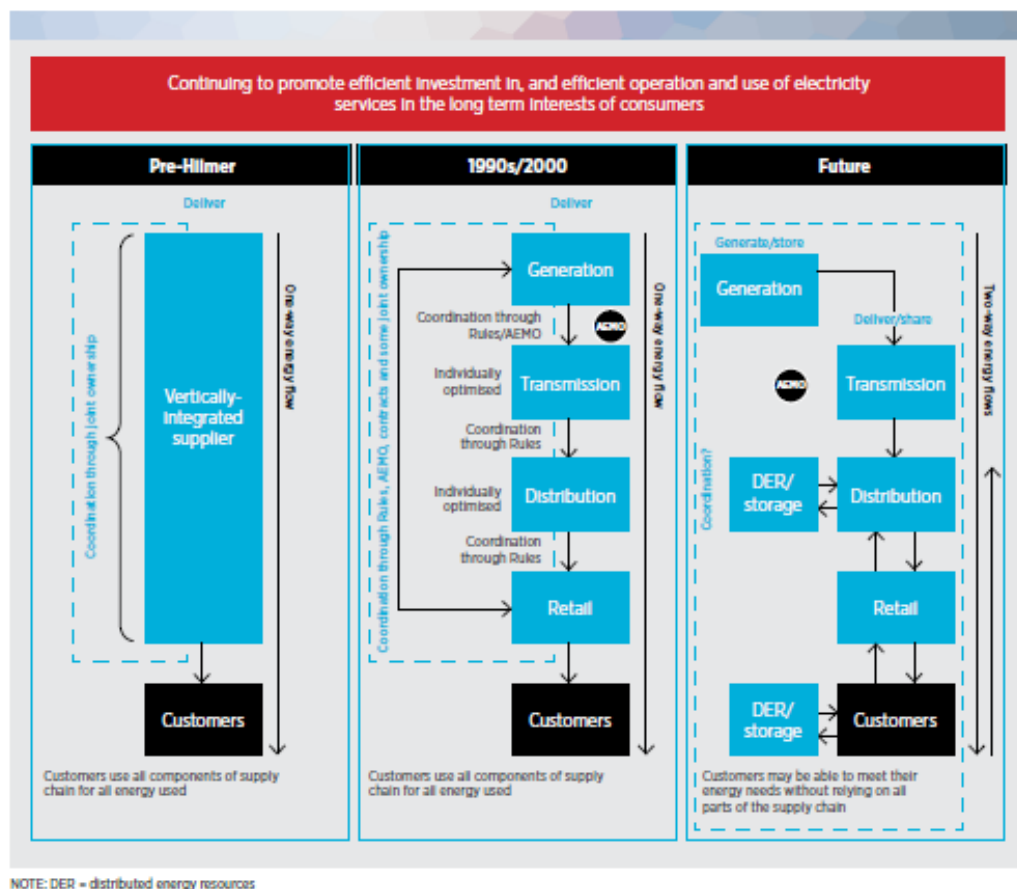 Continuing to promote efficient investment in, and efficient operation and use of electricity
services in the long term interests of consumers
Pre-Hilmer
Deliver
Coordination through joint ownership
Vertically-
integrated
supplier
One-way energy flow
Customers
Customers use all components of supply
chain for all energy used
1990s/2000
Deliver
Coordination through Rules, AEMO, contracts and some joint ownership
Generation
Coordination through
Rules/AEMO
AEMO
Individually
optimised
Transmission
Coordination
through Rules
Individually
optimised
Distribution
Coordination
through Rules
Retail
One-way energy flow
Customers
Customers use all components of supply
chain for all energy used
Future
Generate/store
Generation
Deliver/share
AEMO
Transmission
Coordination?
DER/
storage
Distribution
Retail
Two-way energy flows
DER/
storage
Customers
Customers may be able to meet their
energy needs without relying on all
parts of the supply chain
NOTE: DER = distributed energy resources